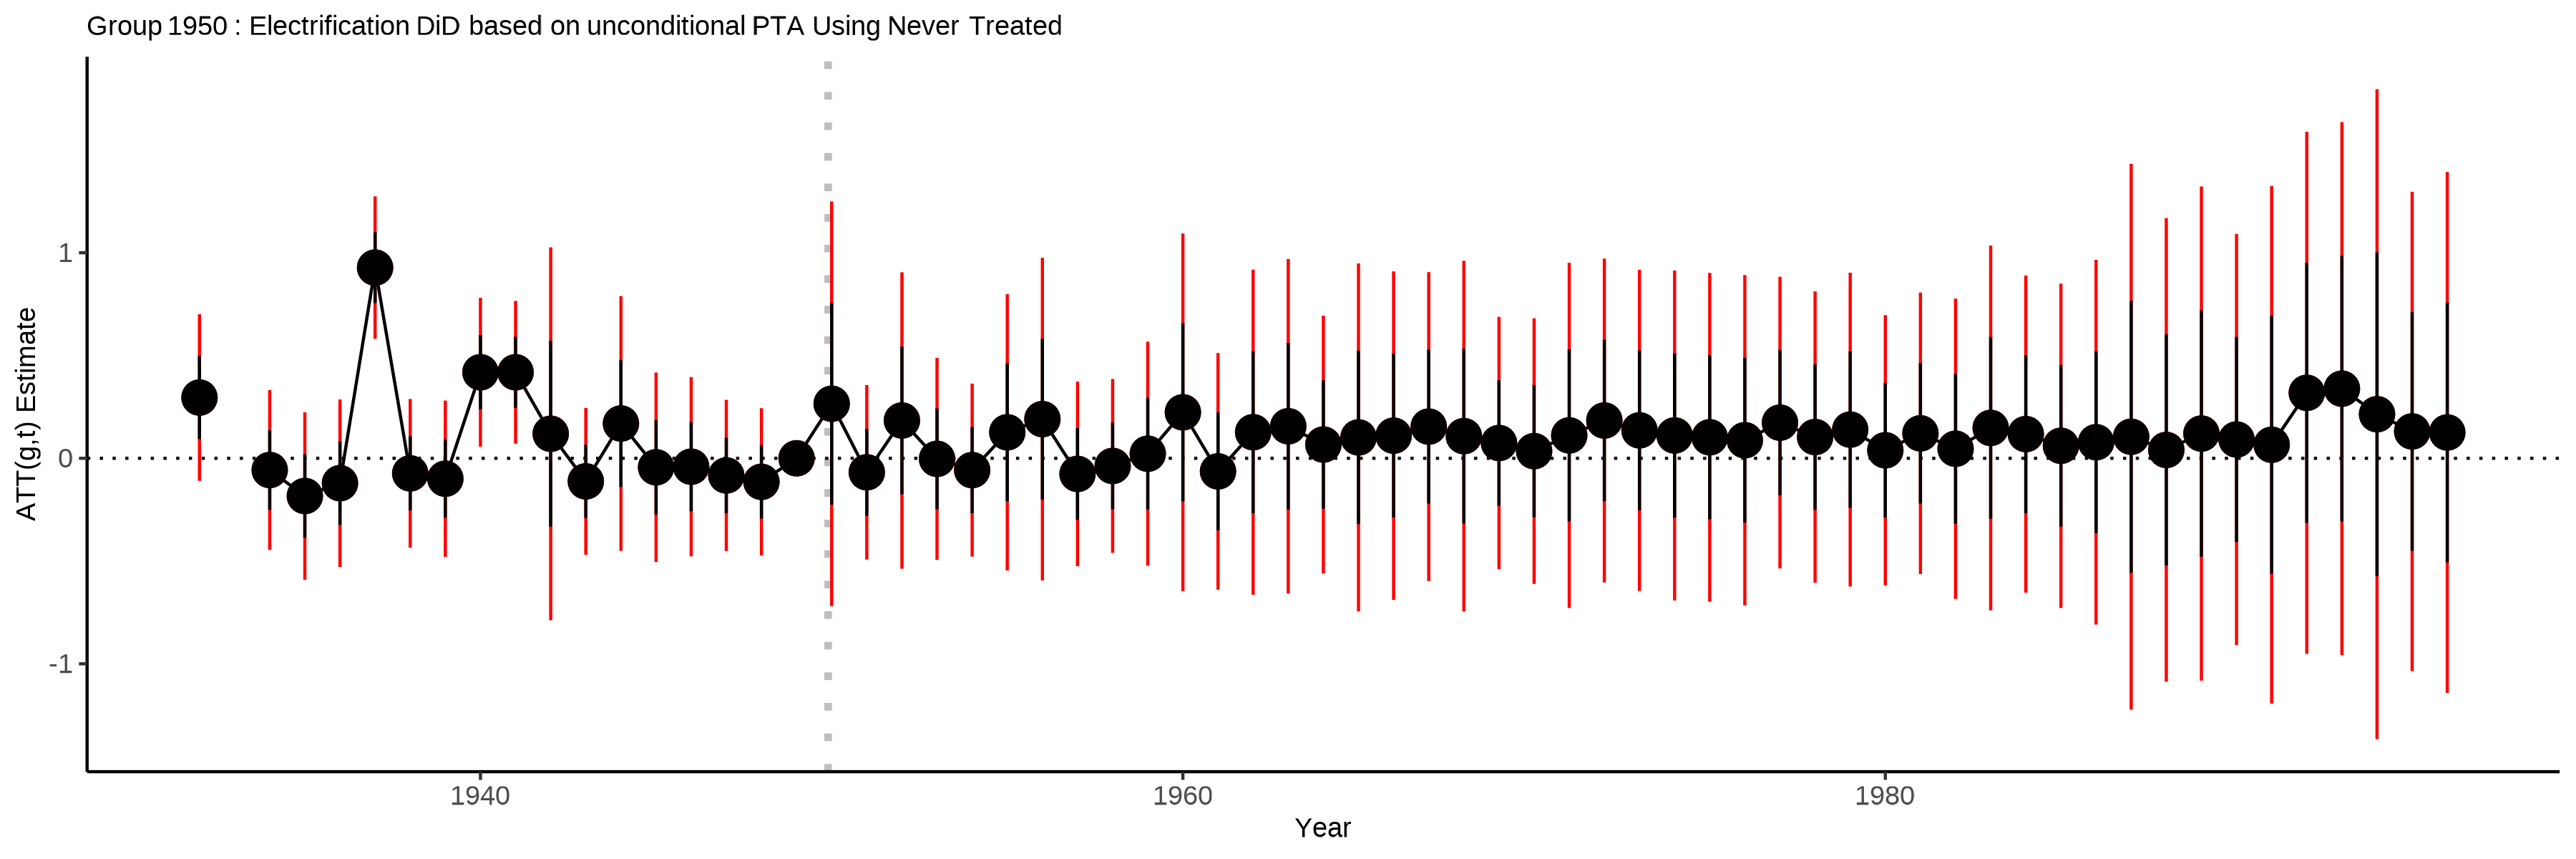 Group 1950 : Electrification DiD based on unconditional PTA Using Never Treated
ATT(g,t) Estimate
1
0
-1
1940
1960
1980
Year